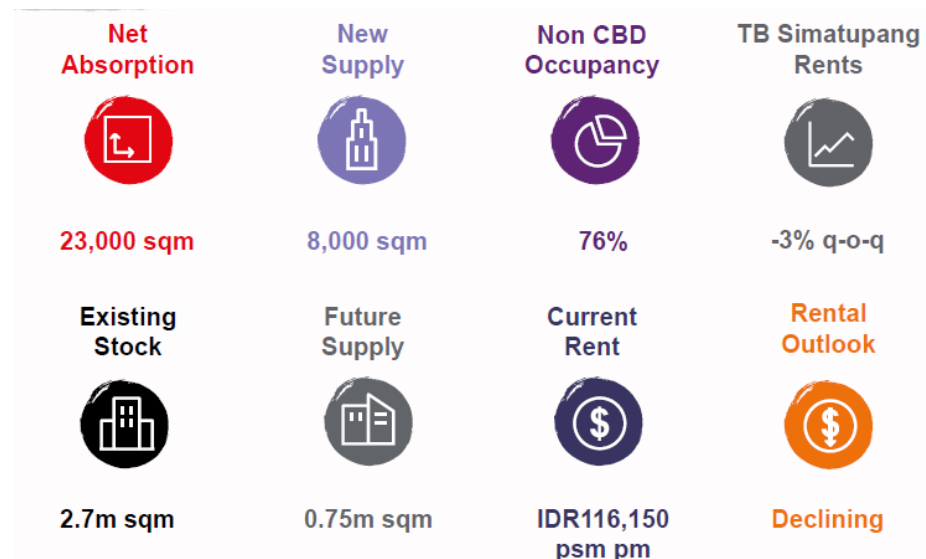 Net
Absorption
New
Supply
Non CBD
Occupancy
TB Simatupang
Rents
23,000 sqm
8,000 sqm
76%
-3% q-o-q
Existing
Stock
Future
Supply
Current
Rent
Rental
Outlook
$
$
2.7m sqm
0.75m sqm
IDR116,150
psm pm
Declining